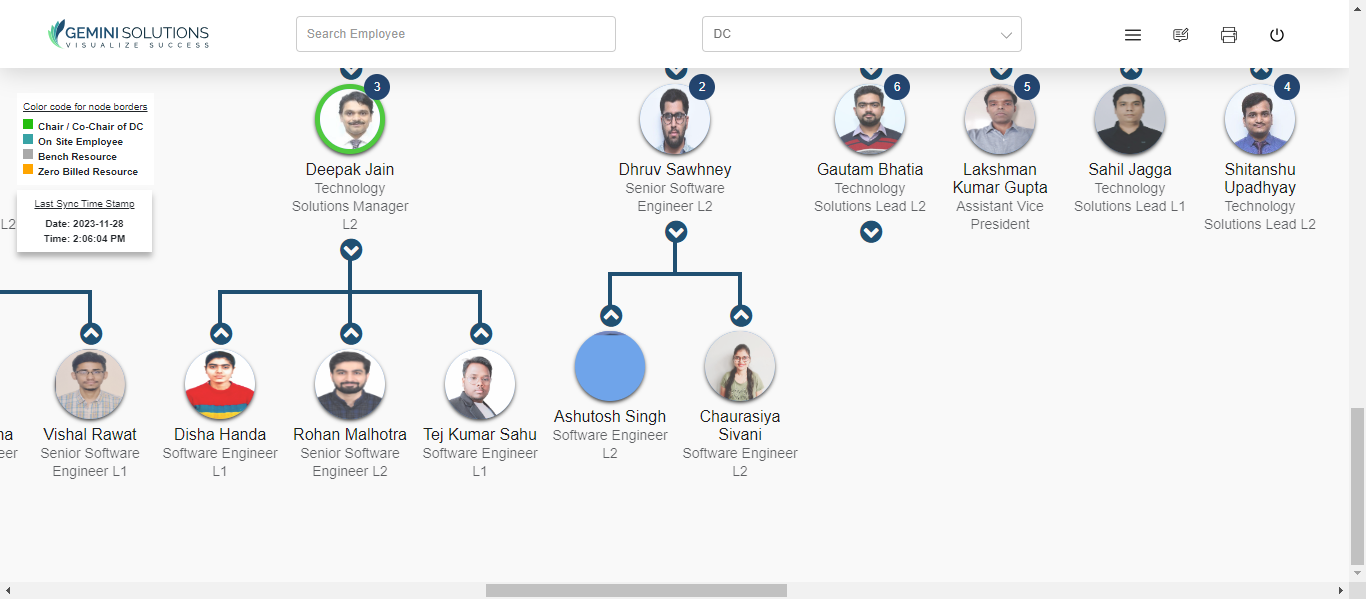 GEMINI SOLUTIONS
VISUALIZE SUCCESS
Search Employee
DC
Color code for node borders
Chair / Co-Chair of DC
On Site Employee
Bench Resource
Zero Billed Resource
Last Sync Time Stamp
Date: 2023-11-28
Time: 2:06:04 PM
L2
3
Deepak Jain
Technology
Solutions Manager
L2
2
Dhruv Sawhney
Senior Software
Engineer L2
6
Gautam Bhatia
Technology
Solutions Lead L2
5
Lakshman
Kumar Gupta
Assistant Vice
President
Sahil Jagga
Technology
Solutions Lead L1
4
Shitanshu
Upadhyay
Technology
Solutions Lead L2
na
eer
Vishal Rawat
Senior Software
Engineer L1
Disha Handa
Software Engineer
L1
Rohan Malhotra
Senior Software
Engineer L2
Tej Kumar Sahu
Software Engineer
L1
Ashutosh Singh
Software Engineer
L2
Chaurasiya
Sivani
Software Engineer
L2